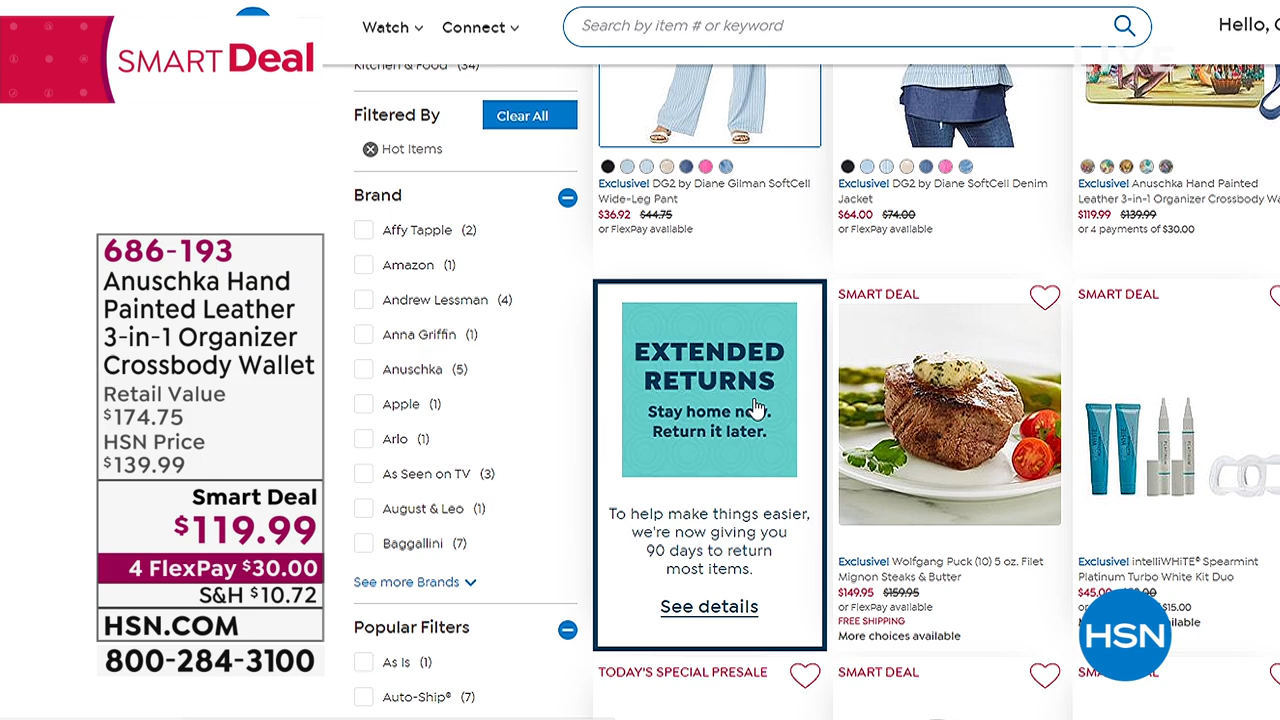 SMART Deal
Watch
Connect
Search by item # or keyword
Hello,
Kitchen & Food (34)
Filtered By
Clear All
Hot Items
Brand
Affy Tapple (2)
Amazon (1)
Andrew Lessman (4)
Anna Griffin (1)
Anuschka (5)
Apple (1)
Arlo (1)
As Seen on TV (3)
August & Leo (1)
Baggallini (7)
See more Brands
Popular Filters
As Is (1)
Auto-Ship® (7)
686-193
Anuschka Hand
Painted Leather
3-in-1 Organizer
Crossbody Wallet
Retail Value
$174.75
HSN Price
$139.99
Smart Deal
$119.99
4 FlexPay $30.00
S&H $10.72
HSN.COM
800-284-3100
Exclusive! DG2 by Diane Gilman SoftCell
Wide-Leg Pant
$36.92 $44.75
or FlexPay available
Exclusive! DG2 by Diane SoftCell Denim
Jacket
$64.00 $74.00
or FlexPay available
Exclusive! Anuschka Hand Painted
Leather 3-in-1 Organizer Crossbody Wa
$119.99 $139.99
or 4 payments of $30.00
EXTENDED
RETURNS
Stay home
Return it later.
To help make things easier,
we're now giving you
90 days to return
most items.
See details
SMART DEAL
Exclusive! Wolfgang Puck (10) 5 oz. Filet
Mignon Steaks & Butter
$149.95 $159.95
or FlexPay available
FREE SHIPPING
More choices available
SMART DEAL
Exclusive! intelliWHiTE® Spearmint
Platinum Turbo White Kit Duo
$45.00
$15.00
HSN
TODAY'S SPECIAL PRESALE
SMART DEAL